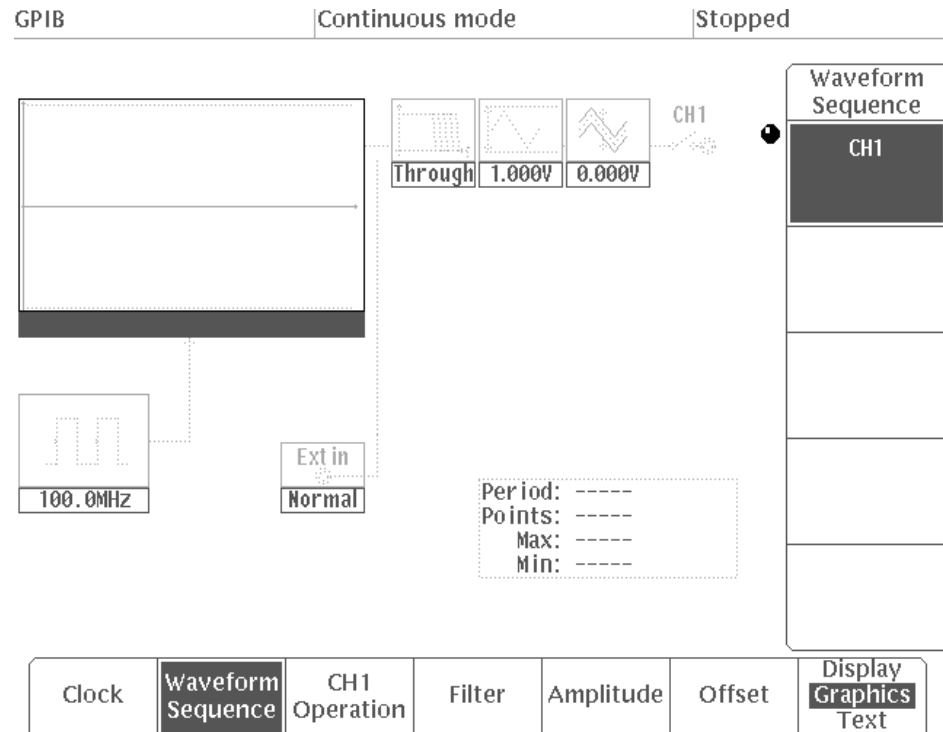 GPIB Continuous mode Stopped
Waveform
Sequence
CH1
CH1
Through 1.000V 0.000V
Ext in
100.0MHz Normal
Period: -----
Points: -----
Max: -----
Min: -----
Clock
Waveform
Sequence
CH1
Operation
Filter
Amplitude
Offset
Display
Graphics
Text